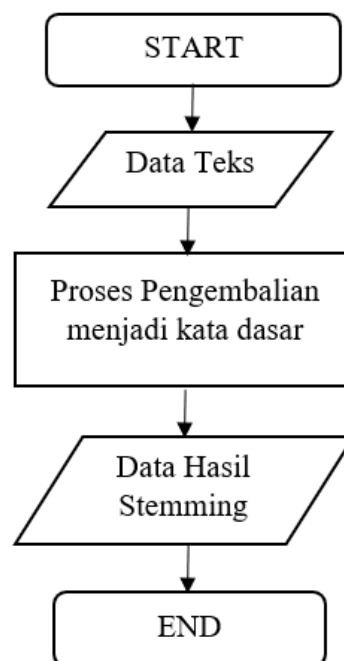 START
Data Teks
Proses Pengembalian
menjadi kata dasar
Data Hasil
Stemming
END